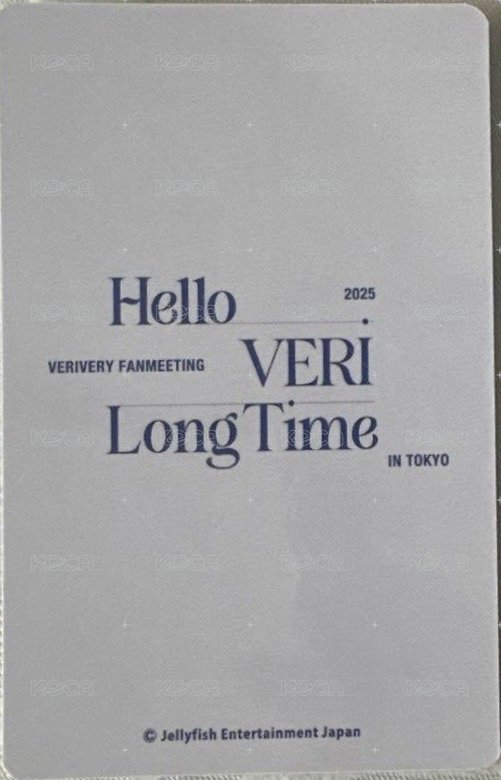 Hello
2025
VERIVERY FANMEETING
VERİ
Long Time
IN TOKYO
© Jellyfish Entertainment Japan